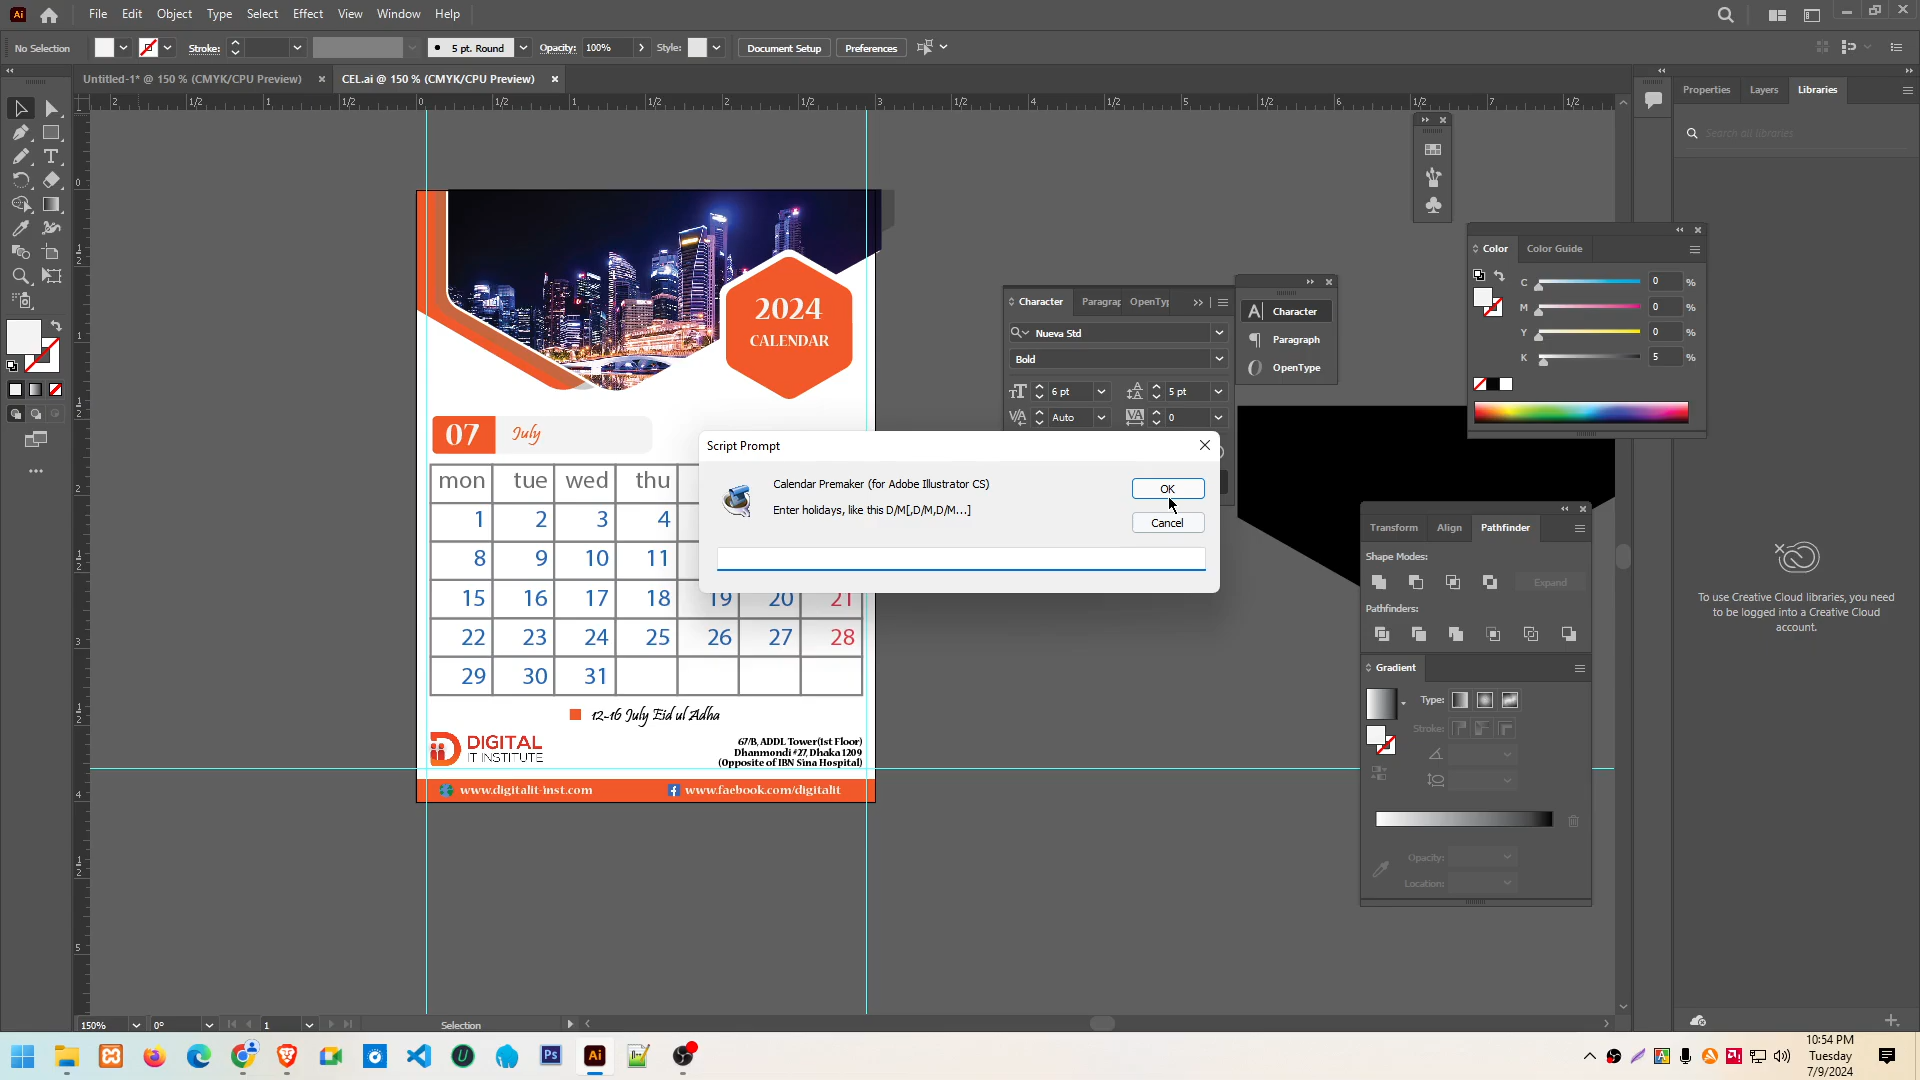 File Edit Object Type Select Effect View Window Help
No Selection
Stroke:
5 pt. Round
Opacity:
100%
Style:
Document Setup
Preferences
Untitled-1* @ 150 % (CMYK/CPU Preview)
CEL.ai @ 150 % (CMYK/CPU Preview)
Properties
Layers
Libraries
Search all libraries
2024
CALENDAR
07
July
mon tue wed thu
1 2 3 4
8 9 10 11
15 16 17 18 19 20 21
22 23 24 25 26 27 28
29 30 31
12-16 July Eid ul Adha
DIGITAL
IT INSTITUTE
67/B, ADDL Tower(1st Floor)
Dhanmondi #27, Dhaka 1209
(Opposite of IBN Sina Hospital)
www.digitalit-inst.com
www.faebook.com/digitalit
Script Prompt
Calendar Premaker (for Adobe Illustrator CS)
Enter holidays, like this D/M[,D/M,D/M...]
OK
Cancel
Character
Paragrap
OpenTyp
Nueva Std
Bold
6 pt
5 pt
Auto
0
Character
Paragraph
OpenType
Color
Color Guide
C 0 %
M 0 %
Y 0 %
K 5 %
Transform
Align
Pathfinder
Shape Modes:
Expand
Pathfinders:
Gradient
Type:
Stroke:
Opacity:
Location:
To use Creative Cloud libraries, you need
to be logged into a Creative Cloud
account.
150%
0°
1
Selection
10:54 PM
Tuesday
7/9/2024